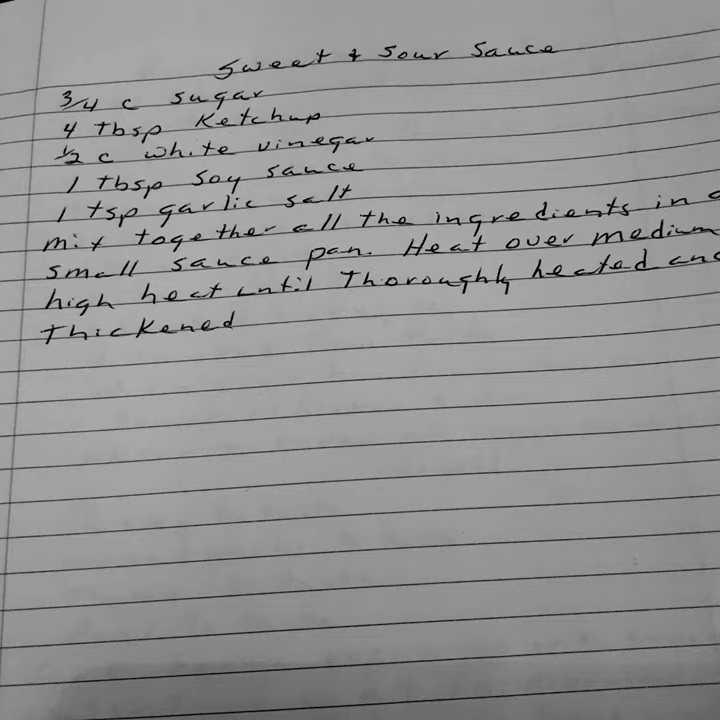 Sweet & Sour Sauce
3/4 c sugar
4 tbsp Ketchup
1/2 c white vinegar
1 tbsp Soy sauce
1 tsp garlic salt
mix together all the ingredients in a
small sauce pan. Heat over medium
high heat until Thoroughly heated and
Thickened